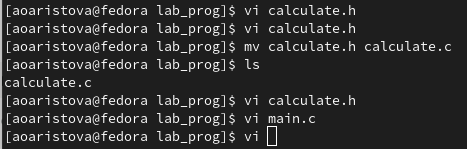 [aoaristova@fedora lab_prog]$ vi calculate.h
[aoaristova@fedora lab_prog]$ vi calculate.h
[aoaristova@fedora lab_prog]$ mv calculate.h calculate.c
[aoaristova@fedora lab_prog]$ ls
calculate.c
[aoaristova@fedora lab_prog]$ vi calculate.h
[aoaristova@fedora lab_prog]$ vi main.c
[aoaristova@fedora lab_prog]$ vi